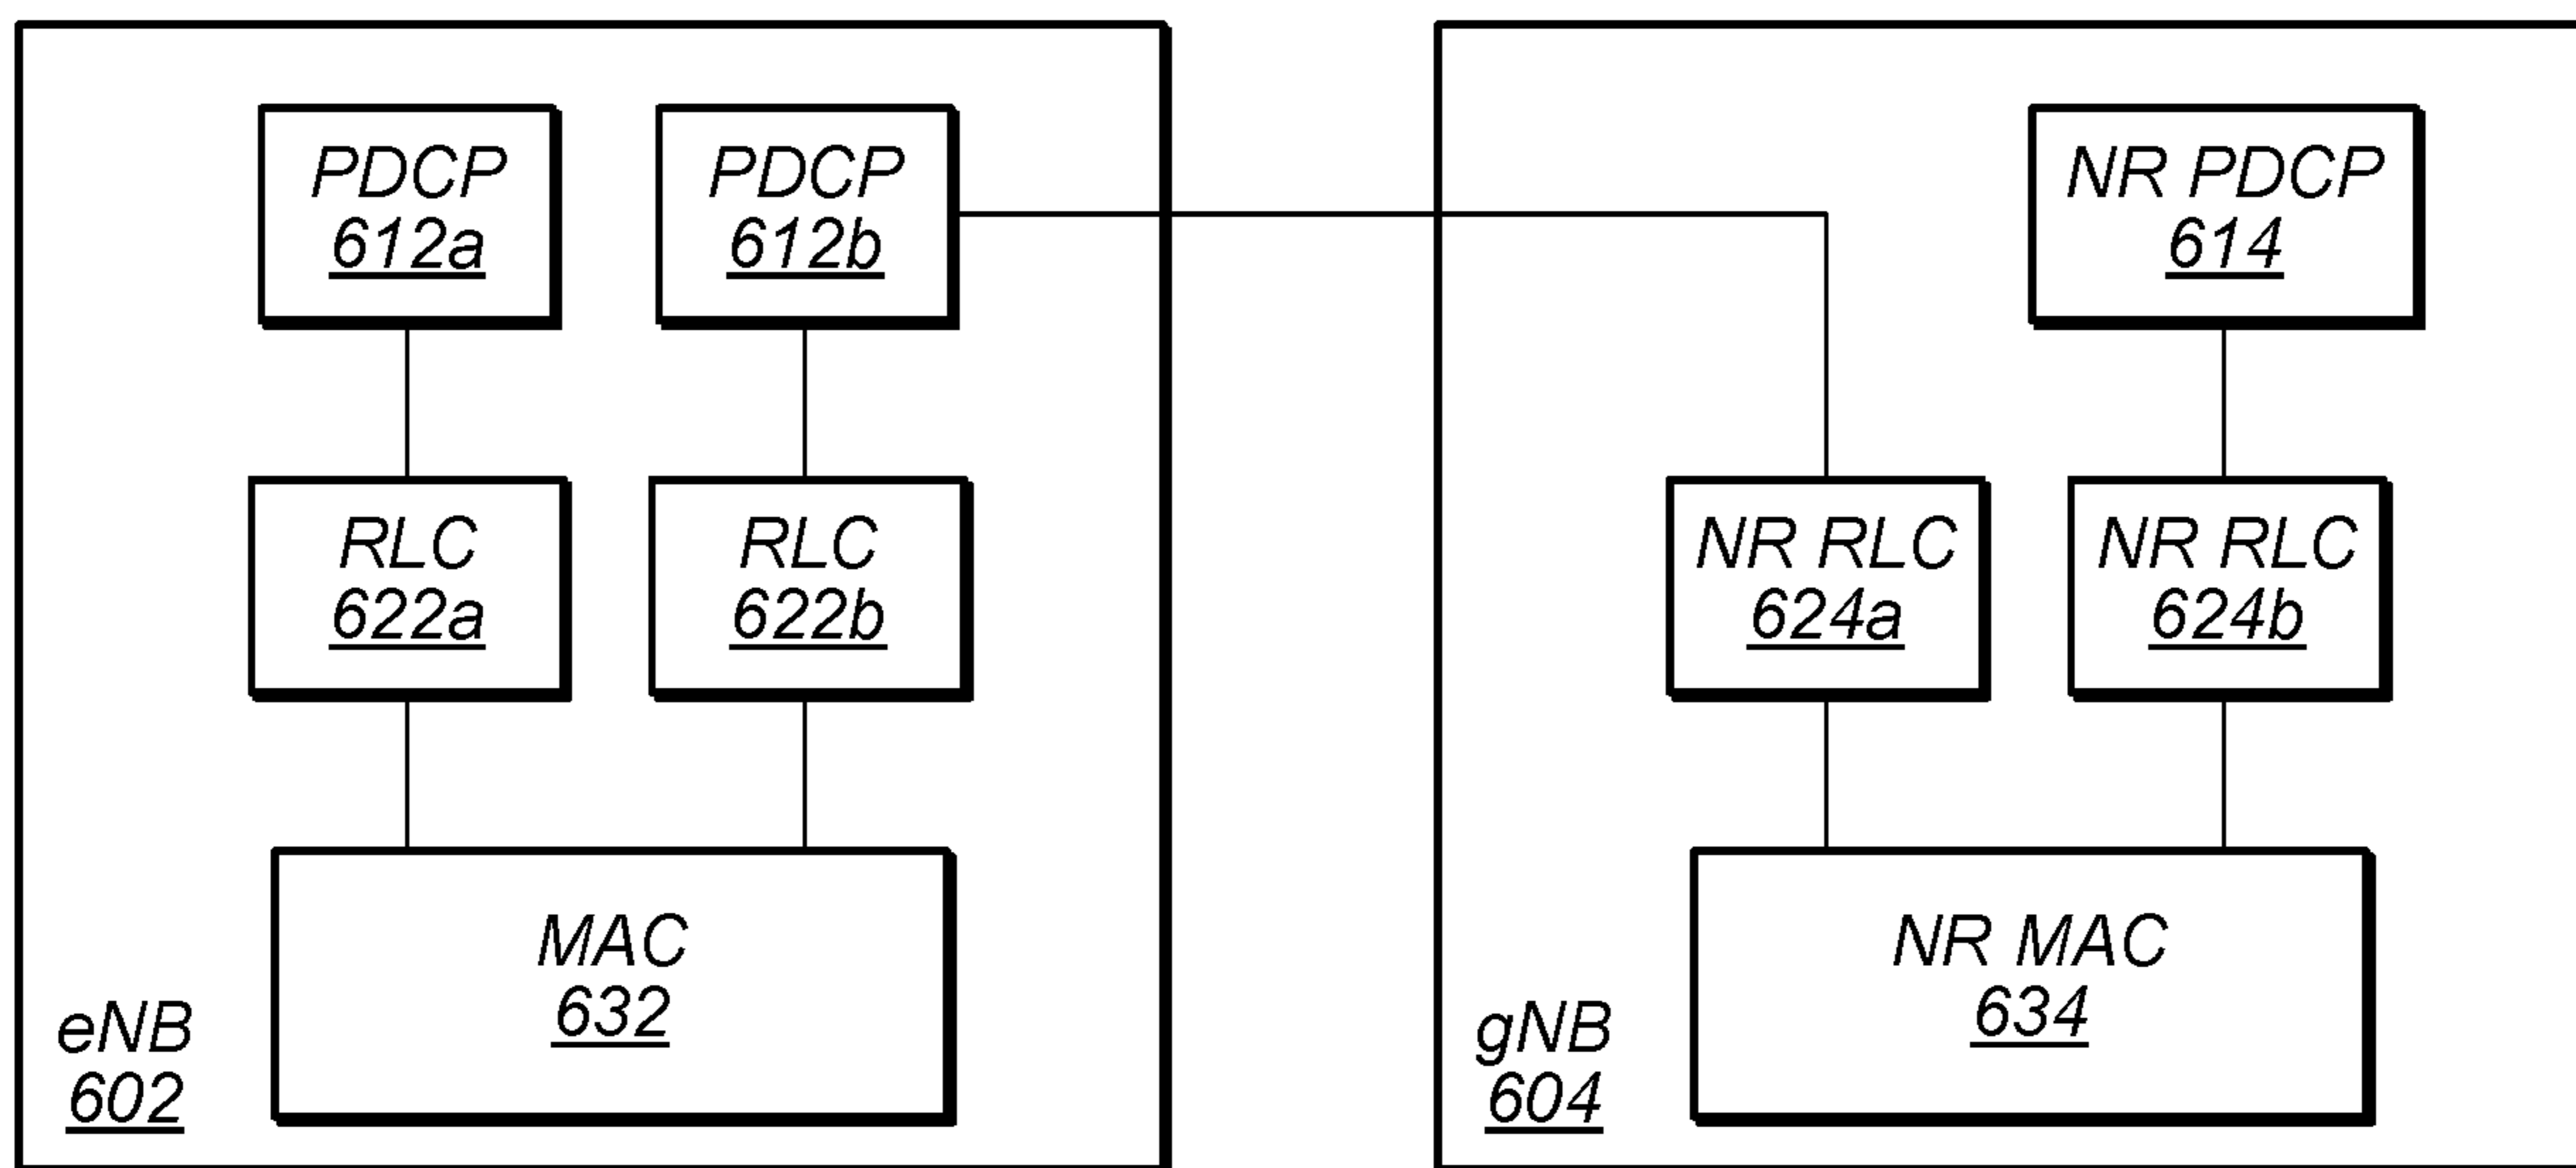 PDCP
612a
PDCP
612b
NR PDCP
614
RLC
622a
RLC
622b
NR RLC
624a
NR RLC
624b
MAC
632
NR MAC
634
eNB
602
gNB
604